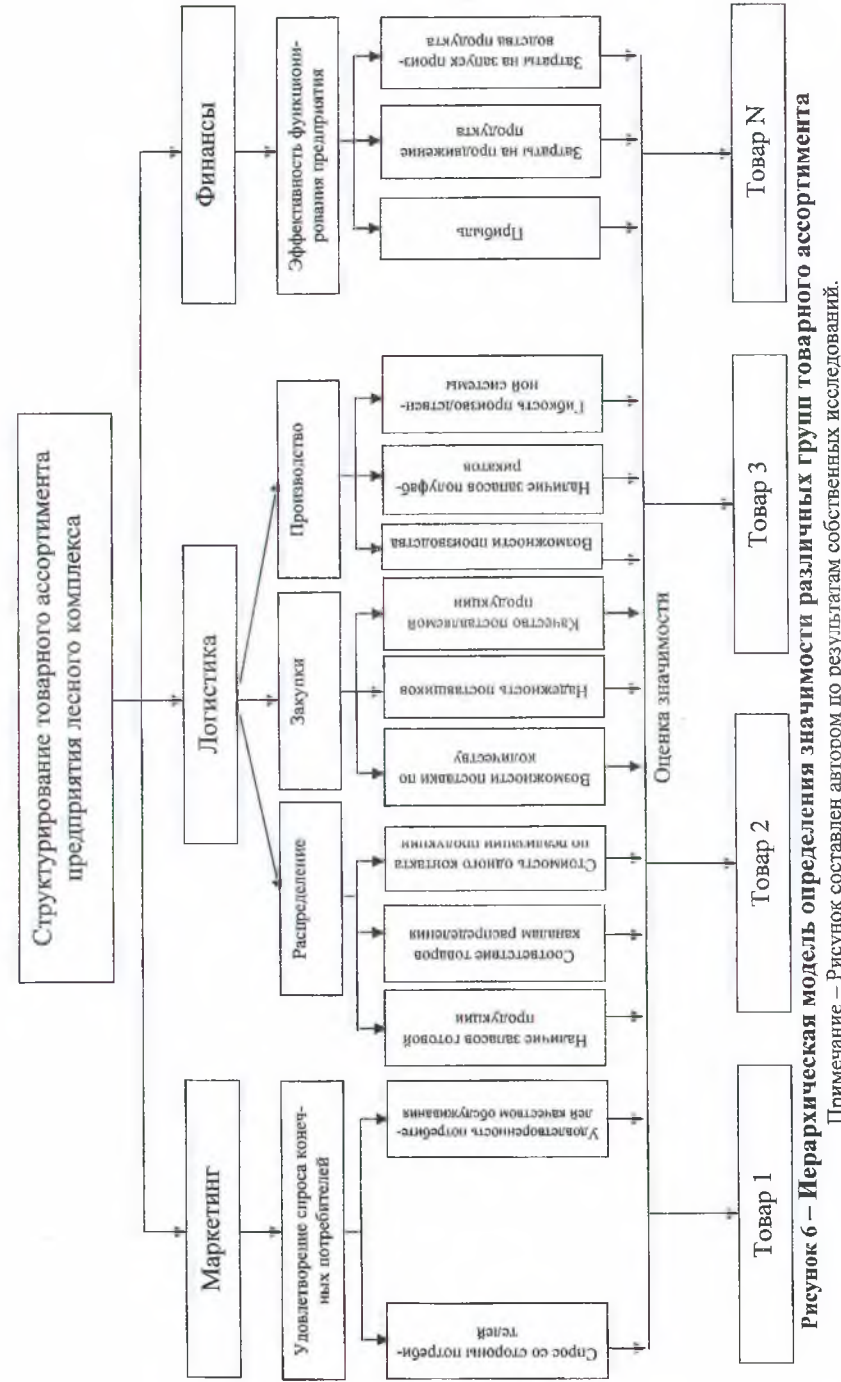 Структурирование товарного ассортимента
предприятия лесного комплекса
Маркетинг
Логистика
Финансы
Удовлетворение спроса конеч-
ных потребителей
Распределение
Закупки
Производство
Эффективность функциони-
рования предприятия
Спрос со стороны потреби-
телей
Удовлетворенность потребите-
лей качеством обслуживания
Наличие запасов готовой
продукции
Соответствие товаров
каналам распределения
Стоимость одного контакта
по реализации продукции
Возможности поставки по
количеству
Надежность поставщиков
Качество поставляемой
продукции
Возможности производства
Наличие запасов полуфаб-
рикатов
Гибкость производствен-
ной системы
Прибыль
Затраты на продвижение
продукта
Затраты на запуск произ-
водства продукта
Оценка значимости
Товар 1
Товар 2
Товар 3
Товар N
Рисунок 6 – Иерархическая модель определения значимости различных групп товарного ассортимента
Примечание – Рисунок составлен автором по результатам собственных исследований.